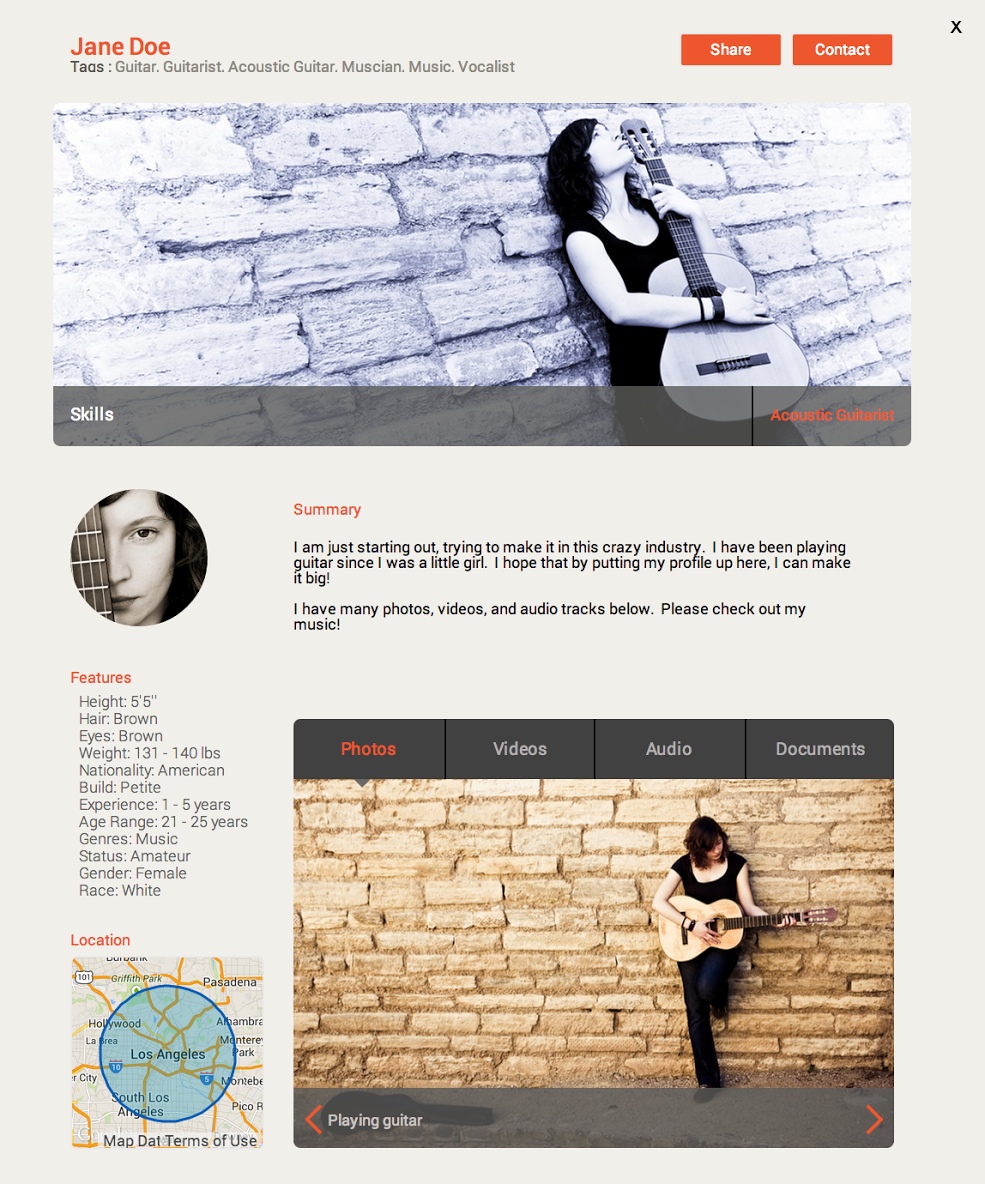 X
Jane Doe
Share
Contact
Tags : Guitar. Guitarist. Acoustic Guitar. Muscian. Music. Vocalist
Skills
Acoustic Guitarist
Summary
I am just starting out, trying to make it in this crazy industry.  I have been playing
guitar since I was a little girl.  I hope that by putting my profile up here, I can make
it big!
I have many photos, videos, and audio tracks below.  Please check out my
music!
Features
Height: 5'5''
Hair: Brown
Eyes: Brown
Weight: 131 - 140 lbs
Nationality: American
Build: Petite
Experience: 1 - 5 years
Age Range: 21 - 25 years
Genres: Music
Status: Amateur
Gender: Female
Race: White
Location
Burbank
101
Griffith Park
Pasadena
Hollywood
Alhambra
La Brea
Monterey
Park
Los Angeles
10
5
er City
Montebe
South Los
Angeles
Pico R
Map Dat Terms of Use
Photos
Videos
Audio
Documents
Playing guitar